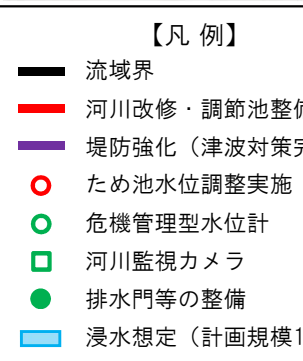 【凡 例】
流域界
河川改修・調節池整備
堤防強化（津波対策完
ため池水位調整実施
危機管理型水位計
河川監視カメラ
排水門等の整備
浸水想定（計画規模1